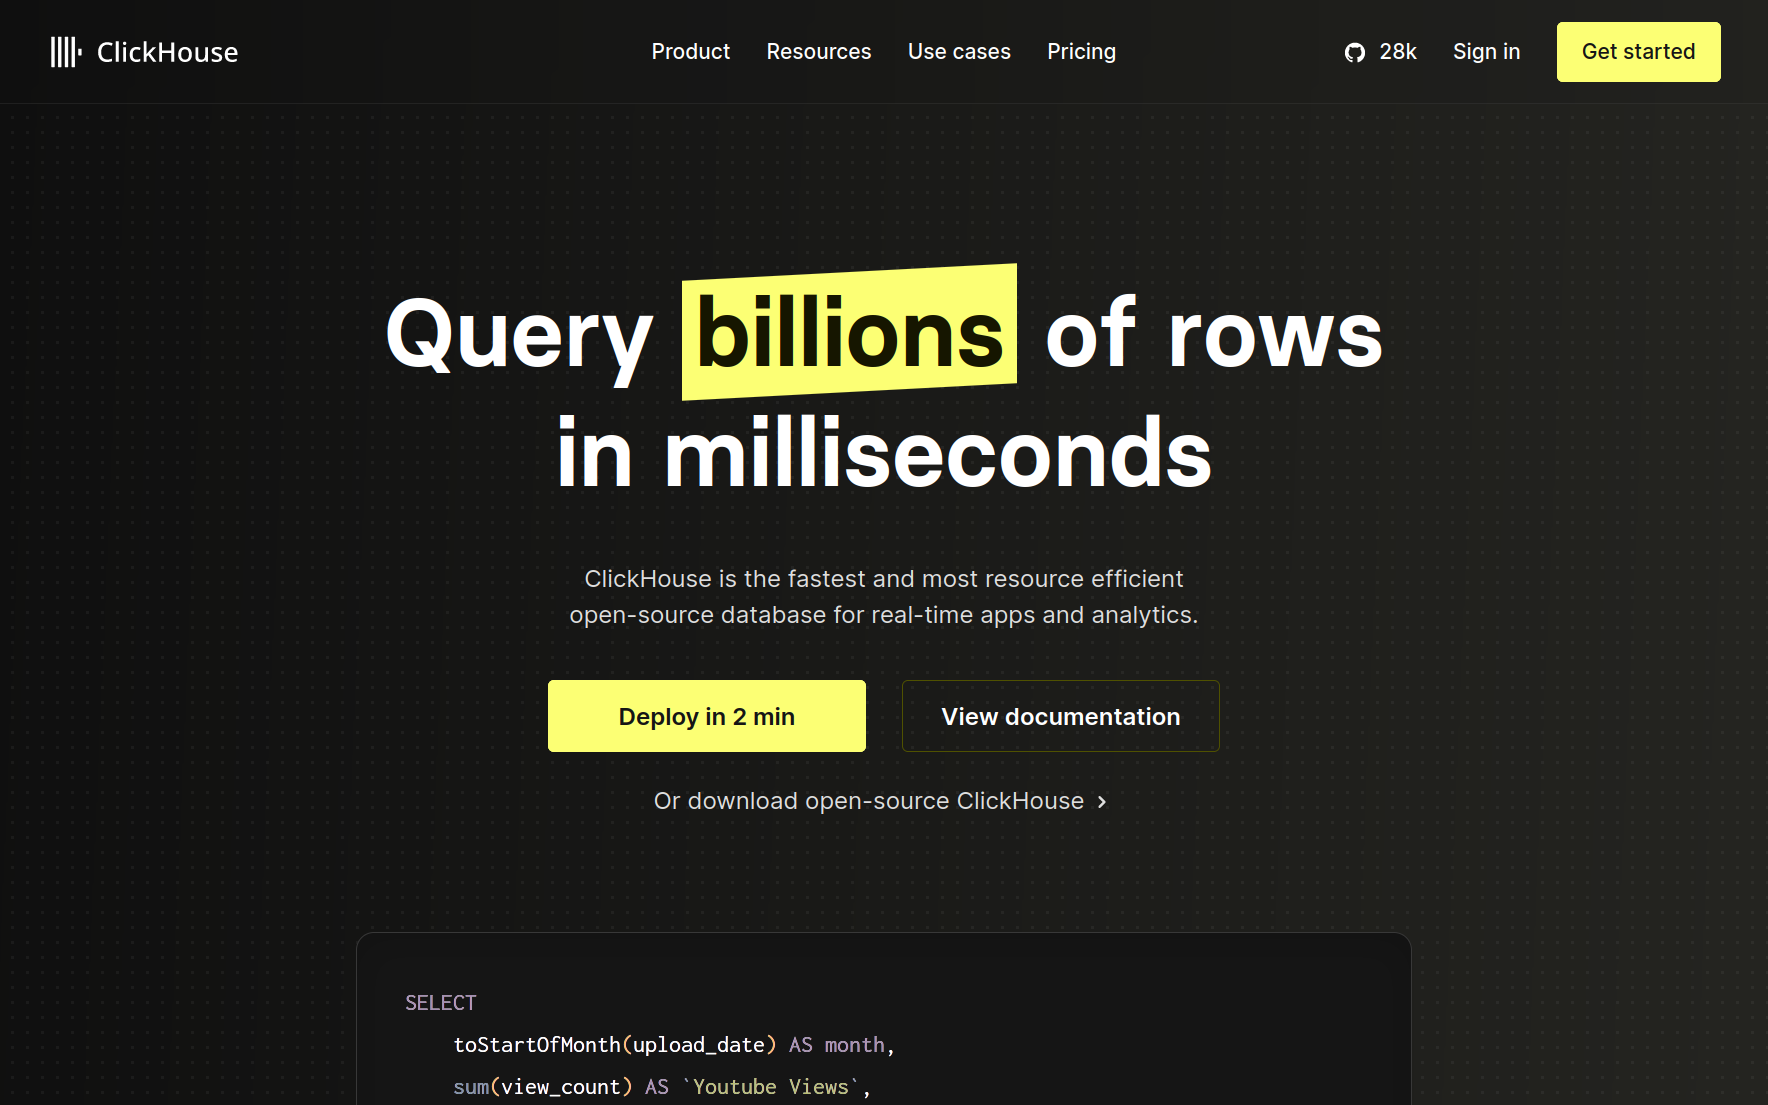 ClickHouse
Product Resources Use cases Pricing
28k Sign in Get started
Query billions of rows
in milliseconds
ClickHouse is the fastest and most resource efficient
open-source database for real-time apps and analytics.
Deploy in 2 min
View documentation
Or download open-source ClickHouse
SELECT
toStartOfMonth(upload_date) AS month,
sum(view_count) AS `Youtube Views`,